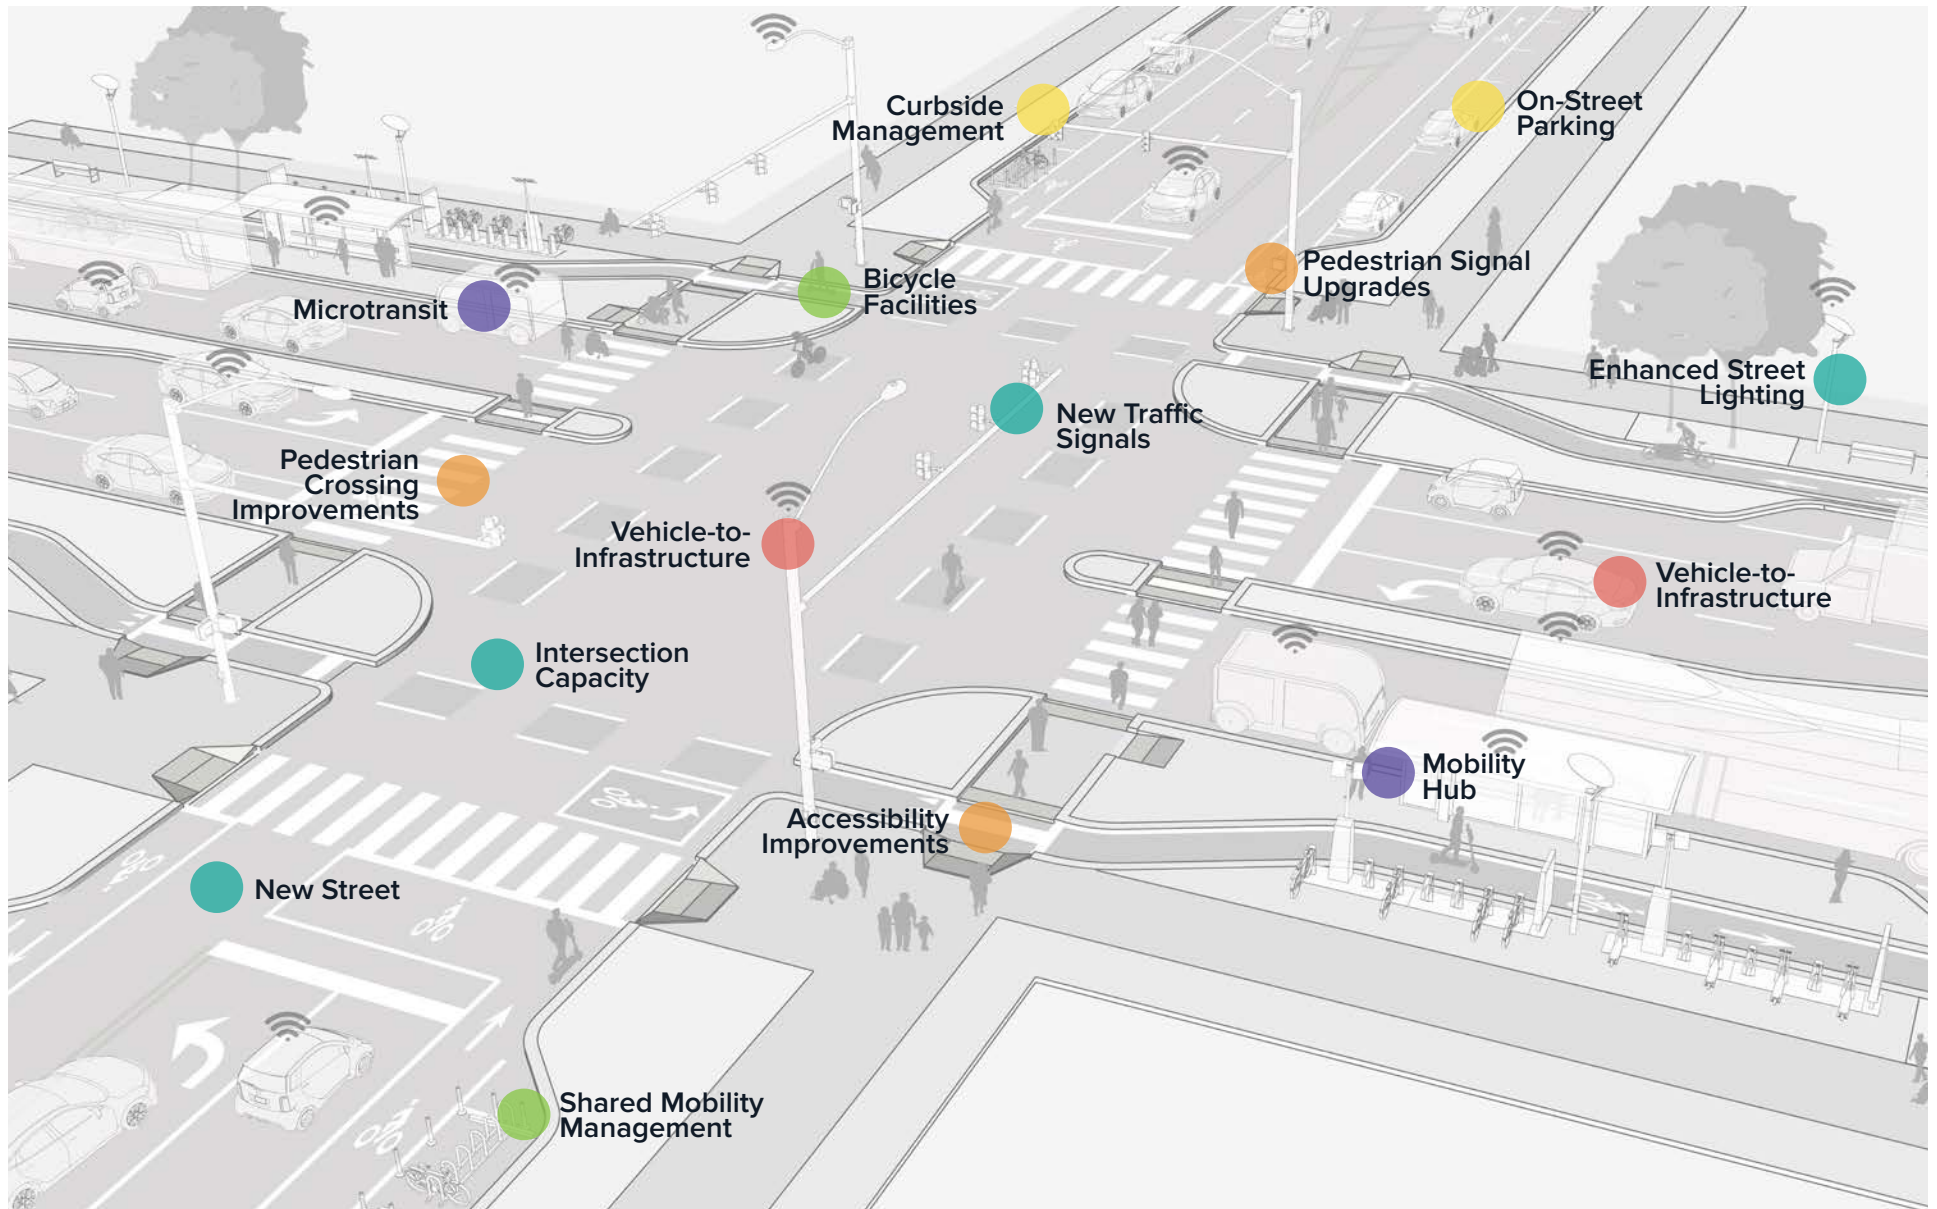 Curbside
Management
On-Street
Parking
Bicycle
Facilities
Pedestrian Signal
Upgrades
Microtransit
Enhanced Street
Lighting
New Traffic
Signals
Pedestrian
Crossing
Improvements
Vehicle-to-
Infrastructure
Vehicle-to-
Infrastructure
Intersection
Capacity
Mobility
Hub
Accessibility
Improvements
New Street
Shared Mobility
Management